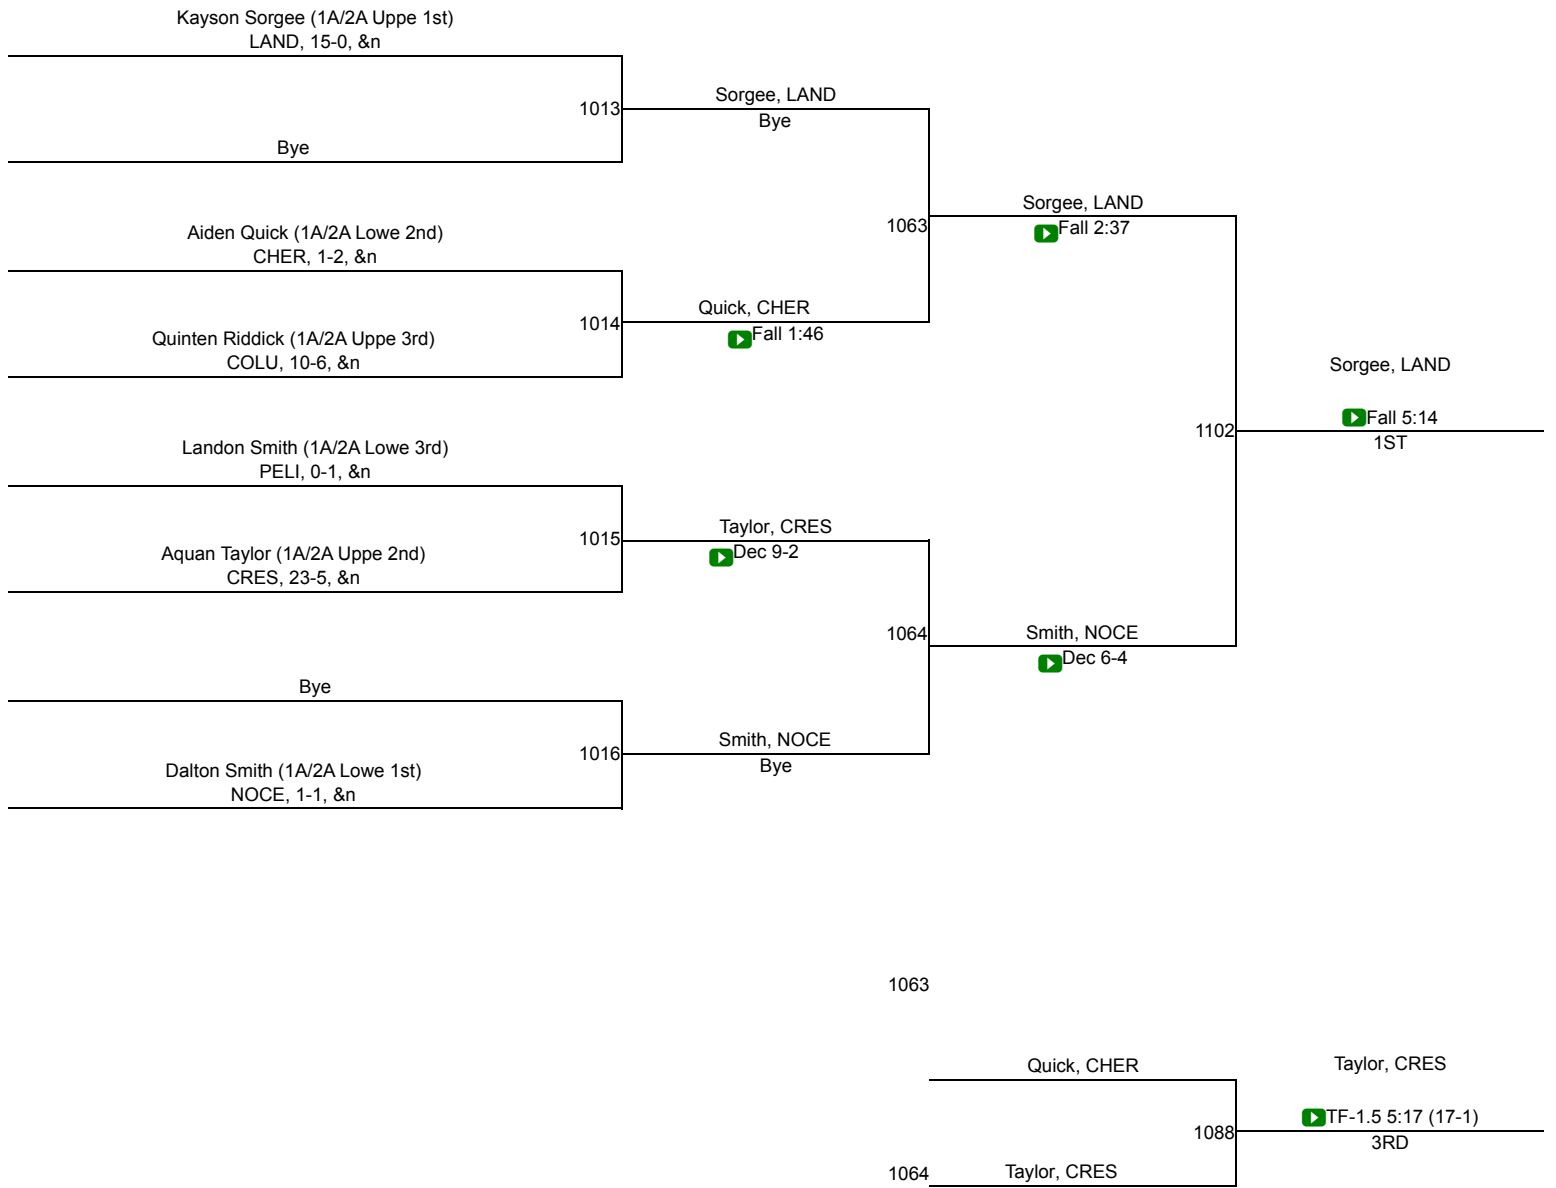 Kayson Sorgee (1A/2A Uppe 1st)
LAND, 15-0, &n
1013
Sorgee, LAND
Bye
Bye
Aiden Quick (1A/2A Lowe 2nd)
CHER, 1-2, &n
1063
Sorgee, LAND
Fall 2:37
1014
Quick, CHER
Fall 1:46
Quinten Riddick (1A/2A Uppe 3rd)
COLU, 10-6, &n
Sorgee, LAND
1102
Fall 5:14
1ST
Landon Smith (1A/2A Lowe 3rd)
PELI, 0-1, &n
1015
Taylor, CRES
Dec 9-2
Aquan Taylor (1A/2A Uppe 2nd)
CRES, 23-5, &n
1064
Smith, NOCE
Dec 6-4
Bye
1016
Smith, NOCE
Bye
Dalton Smith (1A/2A Lowe 1st)
NOCE, 1-1, &n
1063
Quick, CHER
Taylor, CRES
1088
TF-1.5 5:17 (17-1)
3RD
1064
Taylor, CRES